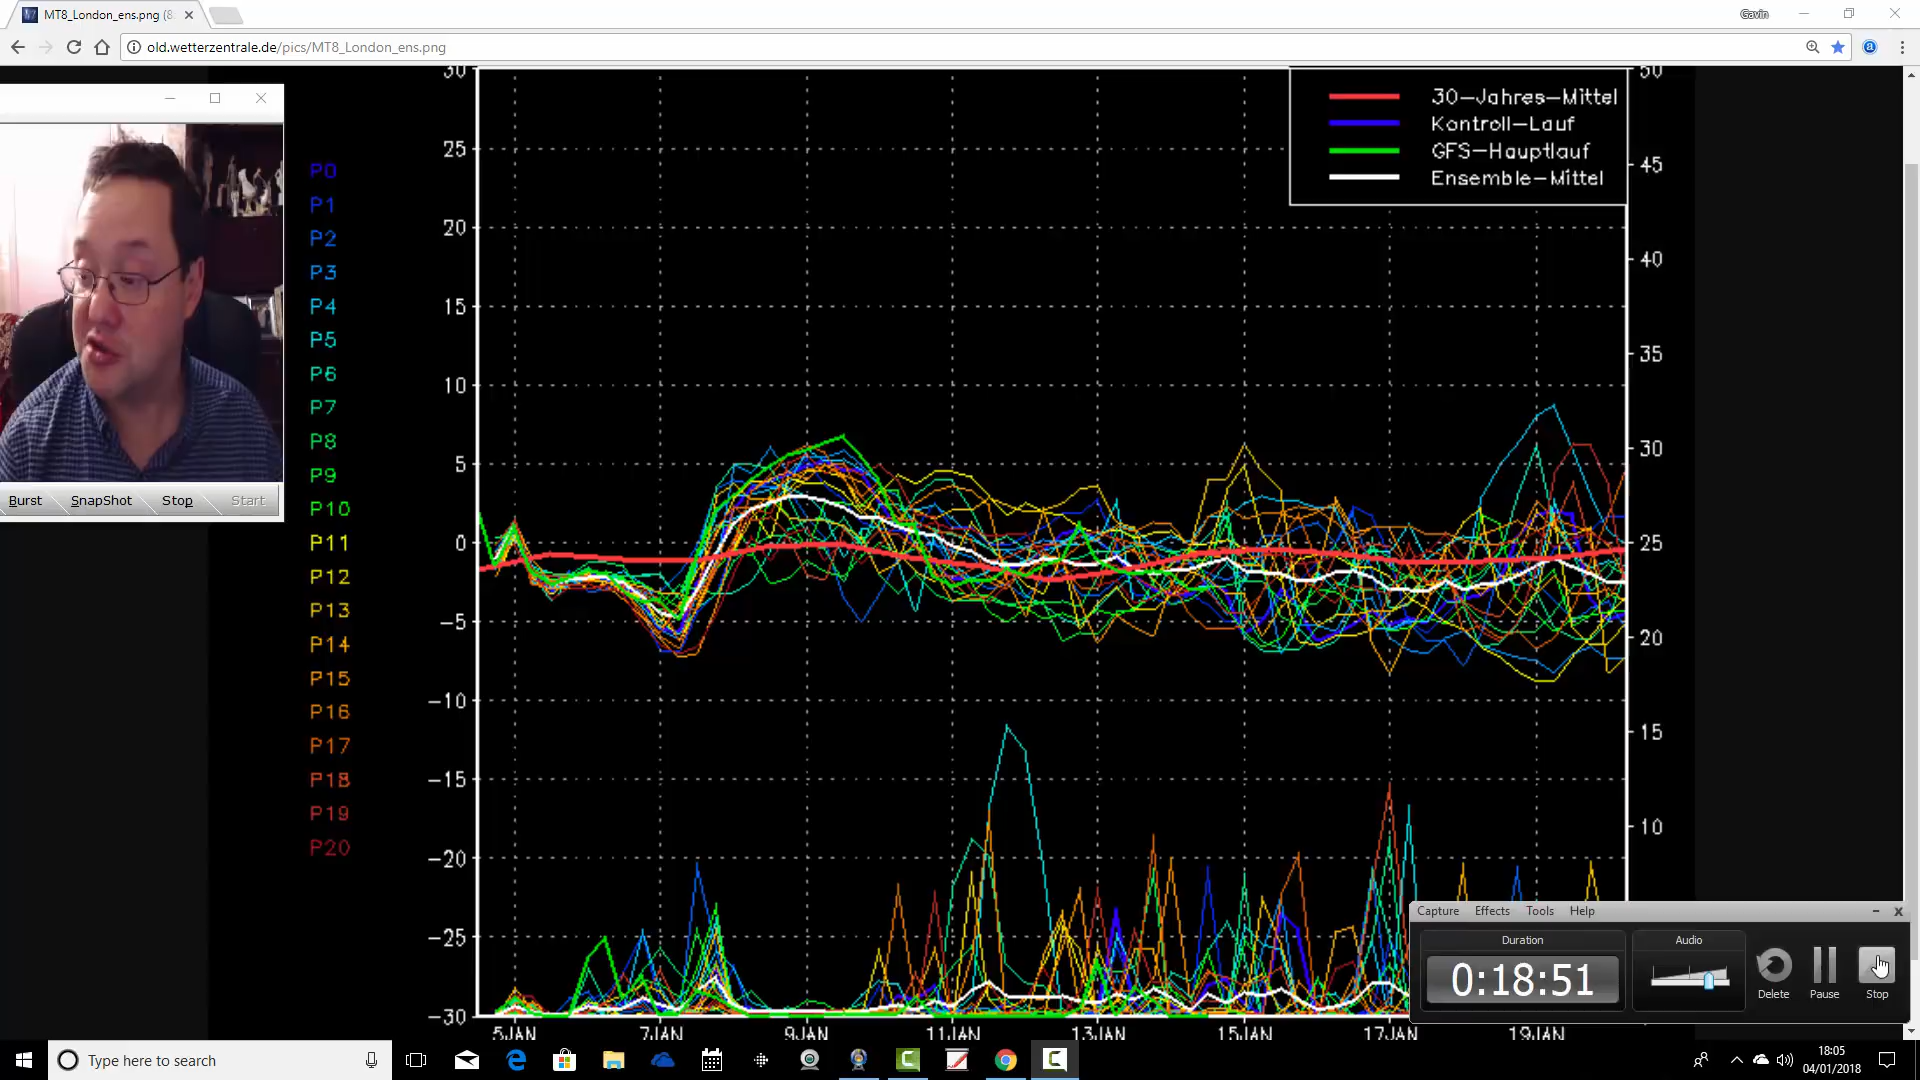 MT8_London_ens.png (8
Gavin
old.wetterzentrale.de/pics/MT8_London_ens.png
30
25
20
15
10
5
0
-5
-10
-15
-20
-25
-30
50
45
40
35
30
25
20
15
10
30-Jahres-Mittel
Kontroll-Lauf
GFS-Hauptlauf
Ensemble-Mittel
P0
P1
P2
P3
P4
P5
P6
P7
P8
P9
P10
P11
P12
P13
P14
P15
P16
P17
P18
P19
P20
Burst SnapShot Stop Start
5JAN 7JAN 9JAN 11JAN 13JAN 15JAN 17JAN 19JAN
Capture Effects Tools Help
Duration Audio
0:18:51
Delete Pause Stop
Type here to search
18:05
04/01/2018